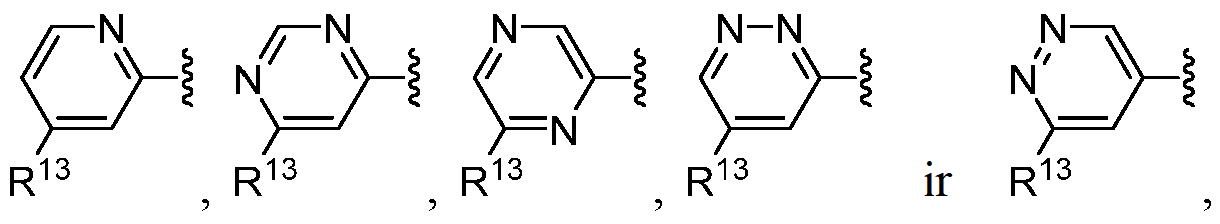 N N N N N N
N N
N
R¹³ , R¹³ , R¹³ , R¹³ ir R¹³ ,